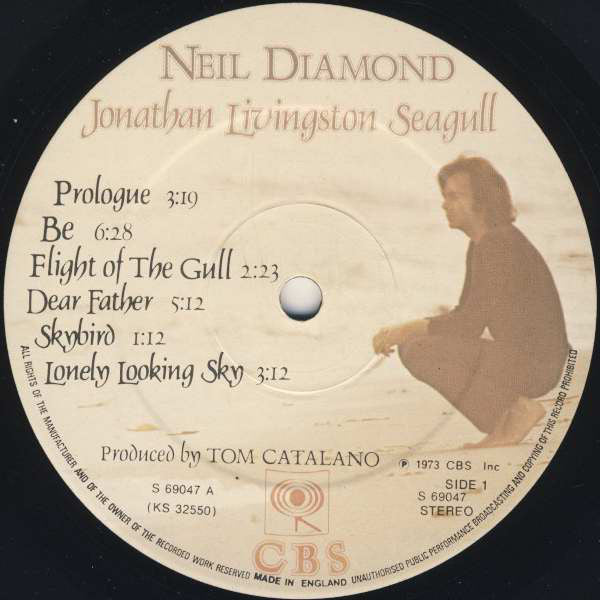 NEIL DIAMOND
Jonathan Livingston Seagull
Prologue 3:19
Be 6:28
Flight of The Gull 2:23
Dear Father 5:12
Skybird 1:12
Lonely Looking Sky 3:12
Produced by TOM CATALANO
℗ 1973 CBS Inc
S 69047 A
(KS 32550)
SIDE 1
S 69047
STEREO
CBS
ALL RIGHTS OF THE MANUFACTURER AND OF THE OWNER OF THE RECORDED WORK RESERVED MADE IN ENGLAND UNAUTHORISED PUBLIC PERFORMANCE BROADCASTING AND COPYING OF THIS RECORD PROHIBITED